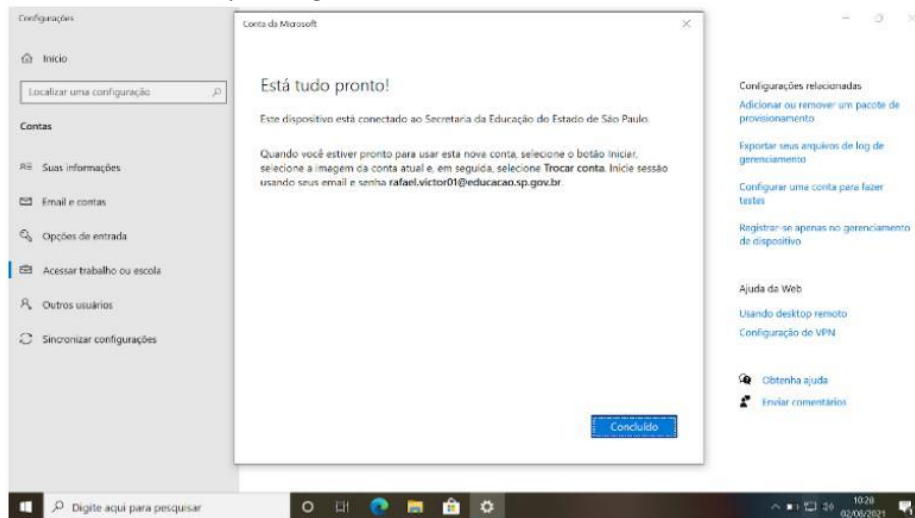 Configurações
Início
Localizar uma configuração
Contas
Suas informações
Email e contas
Opções de entrada
Acessar trabalho ou escola
Outros usuários
Sincronizar configurações
Conta da Microsoft
Está tudo pronto!
Este dispositivo está conectado ao Secretaria da Educação do Estado de São Paulo.
Quando você estiver pronto para usar esta nova conta, selecione o botão Iniciar,
selecione a imagem da conta atual e, em seguida, selecione Trocar conta. Inicie sessão
usando seus email e senha rafael.victor01@educacao.sp.gov.br.
Concluído
Configurações relacionadas
Adicionar ou remover um pacote de
provisionamento
Exportar seus arquivos de log de
gerenciamento
Configurar uma conta para fazer
testes
Registrar-se apenas no gerenciamento
de dispositivo
Ajuda da Web
Usando desktop remoto
Configuração de VPN
Obtenha ajuda
Enviar comentários
Digite aqui para pesquisar
10:28
02/08/2021